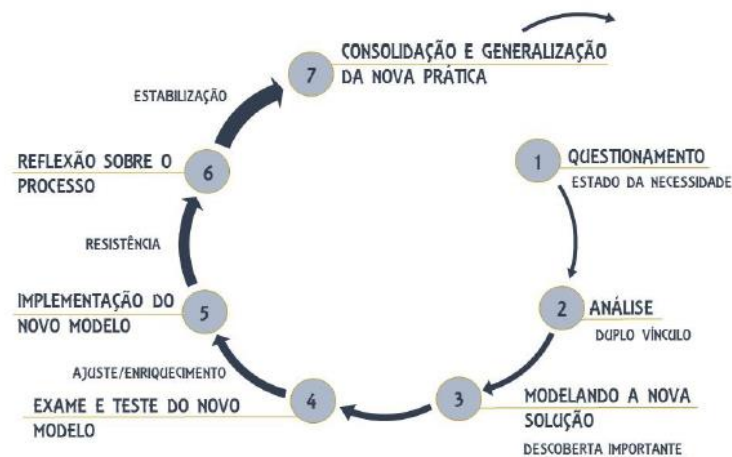 1
QUESTIONAMENTO
ESTADO DA NECESSIDADE
2
ANÁLISE
DUPLO VÍNCULO
3
MODELANDO A NOVA
SOLUÇÃO
DESCOBERTA IMPORTANTE
4
EXAME E TESTE DO NOVO
MODELO
AJUSTE/ENRIQUECIMENTO
5
IMPLEMENTAÇÃO DO
NOVO MODELO
RESISTÊNCIA
6
REFLEXÃO SOBRE O
PROCESSO
ESTABILIZAÇÃO
7
CONSOLIDAÇÃO E GENERALIZAÇÃO
DA NOVA PRÁTICA